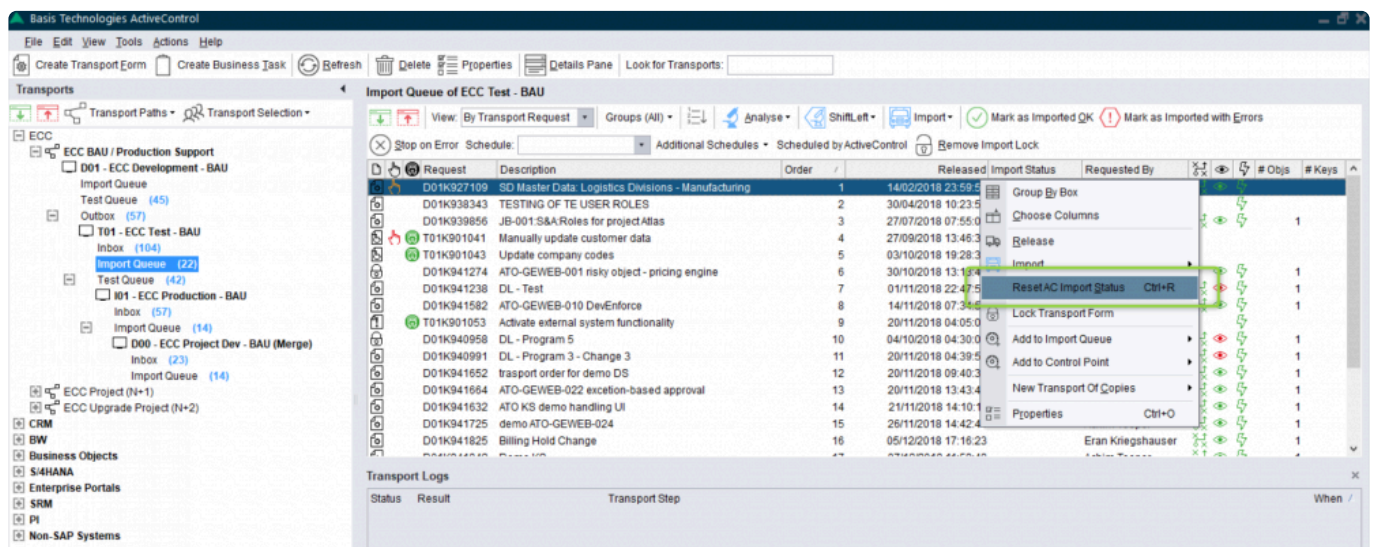 Basis Technologies ActiveControl
File Edit View Tools Actions Help
Create Transport Form Create Business Task Refresh Delete Properties Details Pane Look for Transports:
Transports
Transport Paths Transport Selection
ECC
ECC BAU / Production Support
D01 - ECC Development - BAU
Import Queue
Test Queue (45)
Outbox (57)
T01 - ECC Test - BAU
Inbox (104)
Import Queue (22)
Test Queue (42)
I01 - ECC Production - BAU
Inbox (57)
Import Queue (14)
D00 - ECC Project Dev - BAU (Merge)
Inbox (23)
Import Queue (14)
ECC Project (N+1)
ECC Upgrade Project (N+2)
CRM
BW
Business Objects
S/4HANA
Enterprise Portals
SRM
PI
Non-SAP Systems
Import Queue of ECC Test - BAU
View: By Transport Request Groups (All) Analyse ShiftLeft Import Mark as Imported OK Mark as Imported with Errors
Stop on Error Schedule: Additional Schedules Scheduled by ActiveControl Remove Import Lock
Request Description Order Released Import Status Requested By # Objs # Keys
D01K927109 SD Master Data: Logistics Divisions - Manufacturing 1 14/02/2018 23:59:5
D01K938343 TESTING OF TE USER ROLES 2 30/04/2018 10:23:5
D01K939856 JB-001:S&A:Roles for project Atlas 3 27/07/2018 07:55:0 1
T01K901041 Manually update customer data 4 27/09/2018 13:46:3
T01K901043 Update company codes 5 03/10/2018 19:28:3
D01K941274 ATO-GEWEB-001 risky object - pricing engine 6 30/10/2018 13:13:4 1
D01K941238 DL - Test 7 01/11/2018 22:47:5 1
D01K941582 ATO-GEWEB-010 DevEnforce 8 14/11/2018 07:34:5 1
T01K901053 Activate external system functionality 9 20/11/2018 04:05:0
D01K940958 DL - Program 5 10 04/10/2018 04:30:0 1
D01K940991 DL - Program 3 - Change 3 11 20/11/2018 04:39:5 1
D01K941652 trasport order for demo DS 12 20/11/2018 09:40:3 1
D01K941664 ATO-GEWEB-022 excetion-based approval 13 20/11/2018 13:43:4 1
D01K941632 ATO KS demo handling UI 14 21/11/2018 14:10:1 1
D01K941725 demo ATO-GEWEB-024 15 26/11/2018 14:42:4 1
D01K941825 Billing Hold Change 16 05/12/2018 17:16:23 Eran Kriegshauser 1
Group By Box
Choose Columns
Release
Import
Reset AC Import Status Ctrl+R
Lock Transport Form
Add to Import Queue
Add to Control Point
New Transport Of Copies
Properties Ctrl+O
Transport Logs
Status Result Transport Step When